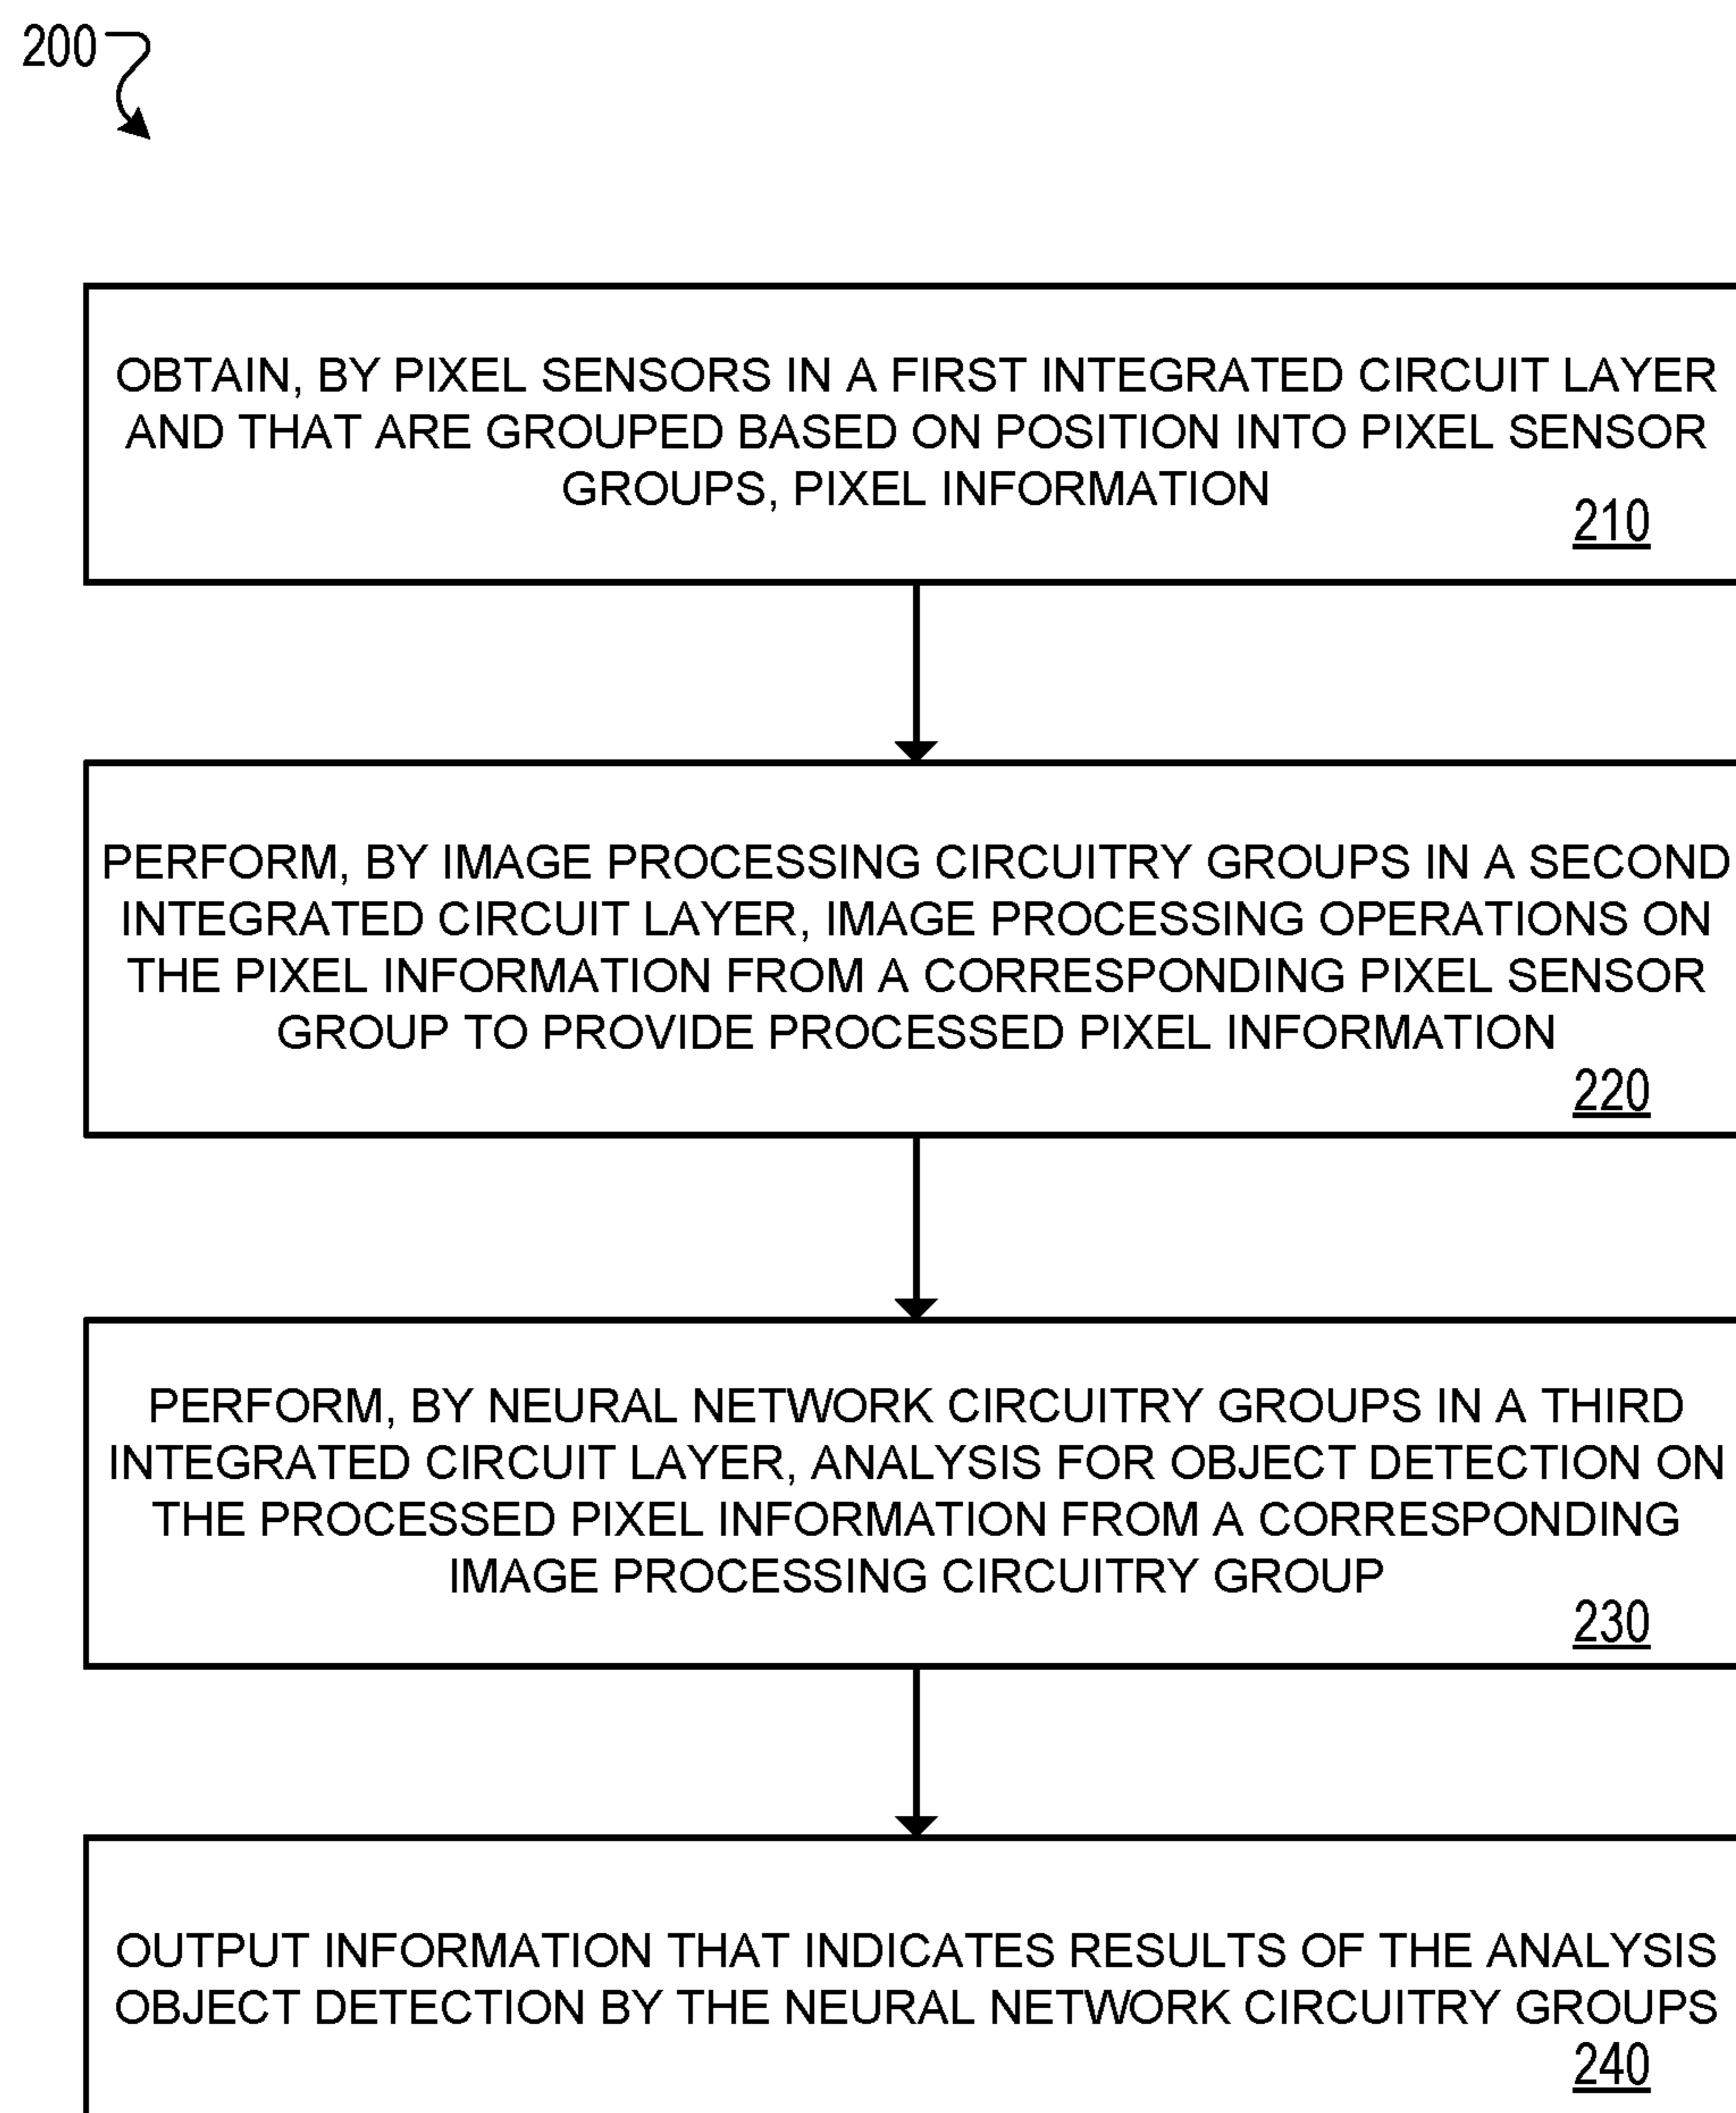 200
OBTAIN, BY PIXEL SENSORS IN A FIRST INTEGRATED CIRCUIT LAYER
AND THAT ARE GROUPED BASED ON POSITION INTO PIXEL SENSOR
GROUPS, PIXEL INFORMATION
210
PERFORM, BY IMAGE PROCESSING CIRCUITRY GROUPS IN A SECOND
INTEGRATED CIRCUIT LAYER, IMAGE PROCESSING OPERATIONS ON
THE PIXEL INFORMATION FROM A CORRESPONDING PIXEL SENSOR
GROUP TO PROVIDE PROCESSED PIXEL INFORMATION
220
PERFORM, BY NEURAL NETWORK CIRCUITRY GROUPS IN A THIRD
INTEGRATED CIRCUIT LAYER, ANALYSIS FOR OBJECT DETECTION ON
THE PROCESSED PIXEL INFORMATION FROM A CORRESPONDING
IMAGE PROCESSING CIRCUITRY GROUP
230
OUTPUT INFORMATION THAT INDICATES RESULTS OF THE ANALYSIS
OBJECT DETECTION BY THE NEURAL NETWORK CIRCUITRY GROUPS
240